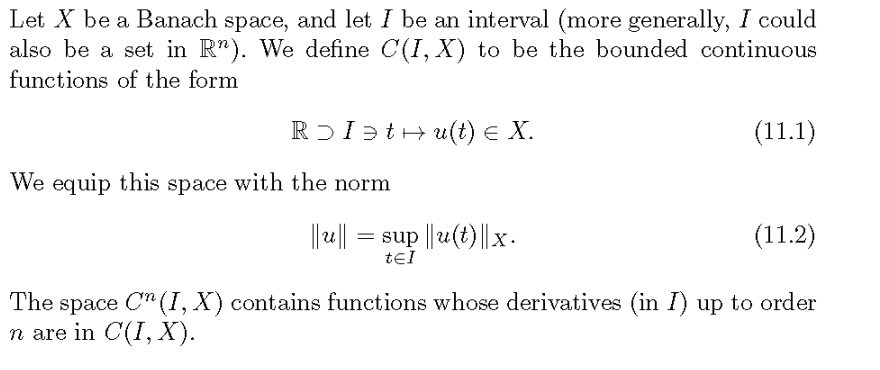 Let X be a Banach space, and let I be an interval (more generally, I could
also be a set in ℝⁿ). We define C(I, X) to be the bounded continuous
functions of the form
ℝ ⊃ I ∋ t ↦ u(t) ∈ X. (11.1)
We equip this space with the norm
‖u‖ = sup ‖u(t)‖_X. (11.2)
t∈I
The space Cⁿ(I, X) contains functions whose derivatives (in I) up to order
n are in C(I, X).